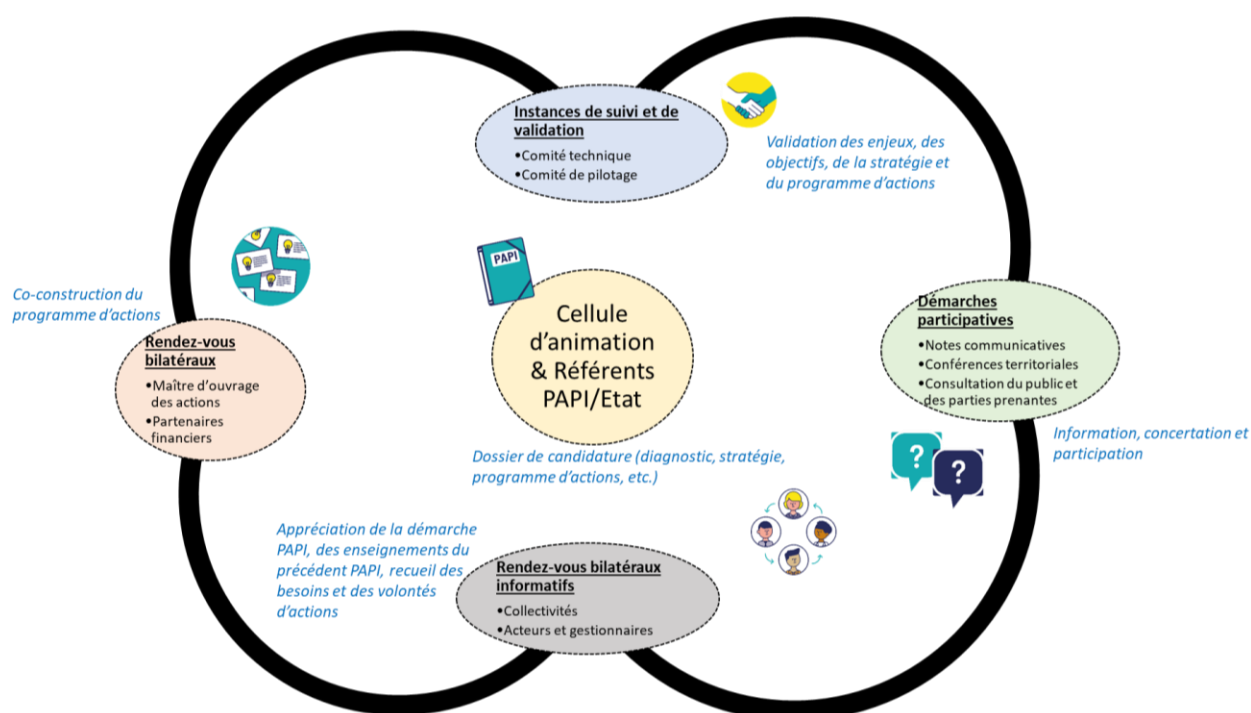 Instances de suivi et de
validation
•Comité technique
•Comité de pilotage
Validation des enjeux, des
objectifs, de la stratégie et
du programme d'actions
Co-construction du
programme d'actions
Rendez-vous
bilatéraux
•Maître d'ouvrage
des actions
•Partenaires
financiers
PAPI
Cellule
d'animation
& Référents
PAPI/Etat
Dossier de candidature (diagnostic, stratégie,
programme d'actions, etc.)
Démarches
participatives
•Notes communicatives
•Conférences territoriales
•Consultation du public et
des parties prenantes
Information, concertation et
participation
?
?
Appréciation de la démarche
PAPI, des enseignements du
précédent PAPI, recueil des
besoins et des volontés
d'actions
Rendez-vous bilatéraux
informatifs
•Collectivités
•Acteurs et gestionnaires